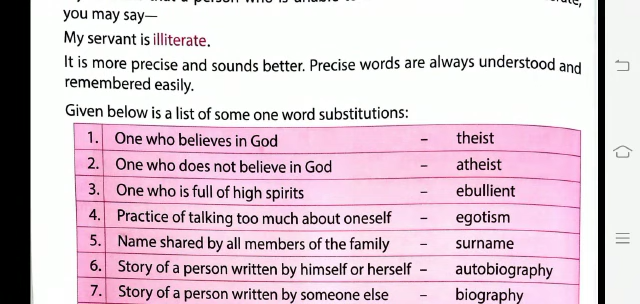 you may say—
My servant is illiterate.
It is more precise and sounds better. Precise words are always understood and
remembered easily.
Given below is a list of some one word substitutions:
1. One who believes in God – theist
2. One who does not believe in God – atheist
3. One who is full of high spirits – ebullient
4. Practice of talking too much about oneself – egotism
5. Name shared by all members of the family – surname
6. Story of a person written by himself or herself – autobiography
7. Story of a person written by someone else – biography